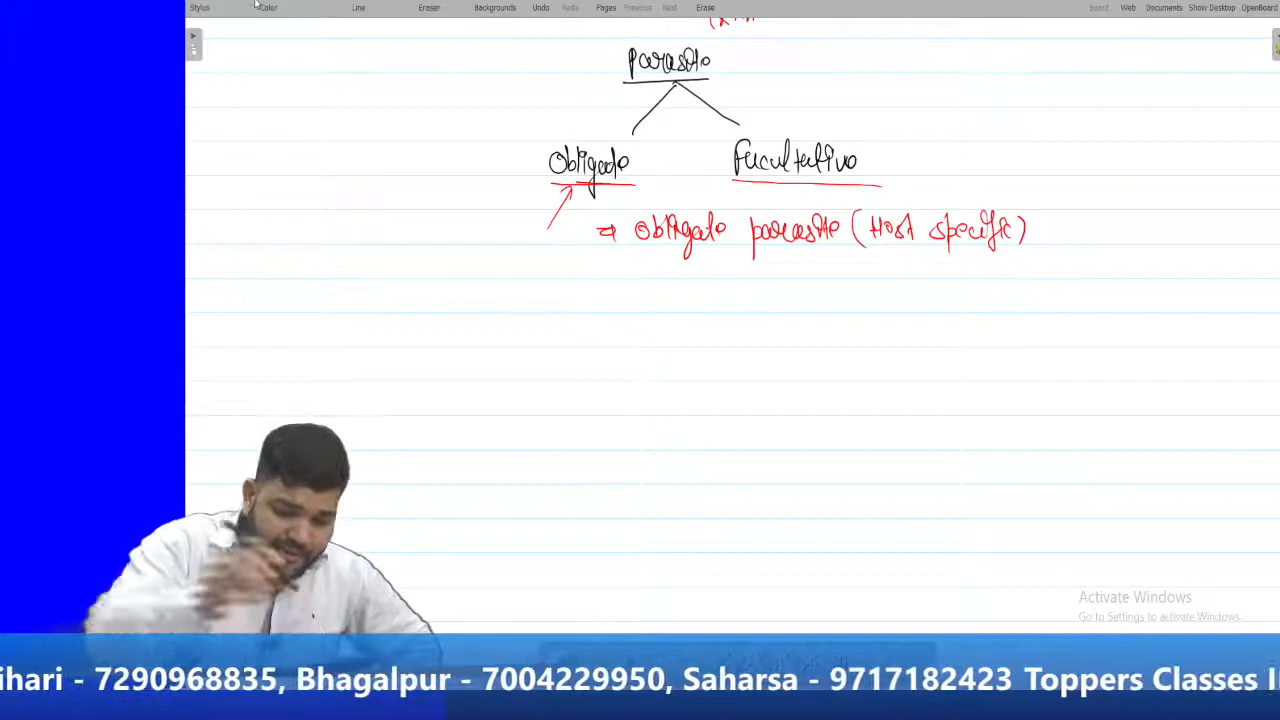 Stylus Color Line Eraser Backgrounds Undo Redo Pages Previous Next Erase Board Web Documents Show Desktop OpenBoard
parasite
Obligate Facultative
⇒ Obligate parasite (Host specific)
Activate Windows
Go to Settings to activate Windows.
ihari - 7290968835, Bhagalpur - 7004229950, Saharsa - 9717182423 Toppers Classes I